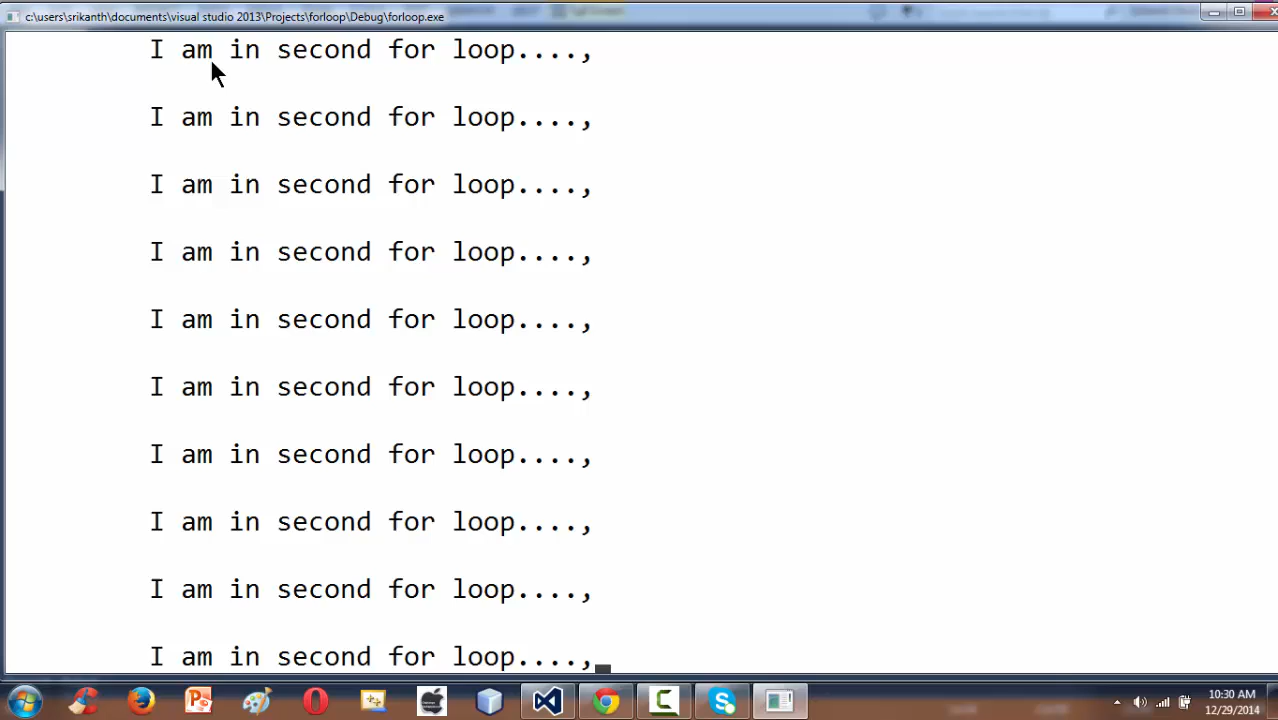 c:\users\srikanth\documents\visual studio 2013\Projects\forloop\Debug\forloop.exe
I am in second for loop....,
I am in second for loop....,
I am in second for loop....,
I am in second for loop....,
I am in second for loop....,
I am in second for loop....,
I am in second for loop....,
I am in second for loop....,
I am in second for loop....,
I am in second for loop....,
10:30 AM
12/29/2014